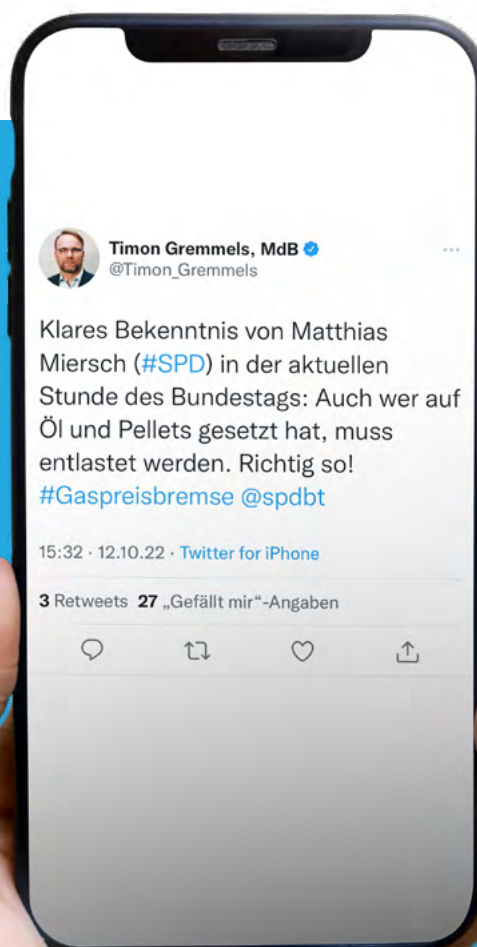 Timon Gremmels, MdB
@Timon_Gremmels
Klares Bekenntnis von Matthias
Miersch (#SPD) in der aktuellen
Stunde des Bundestags: Auch wer auf
Öl und Pellets gesetzt hat, muss
entlastet werden. Richtig so!
#Gaspreisbremse @spdbt
15:32 · 12.10.22 · Twitter for iPhone
3 Retweets 27 „Gefällt mir“-Angaben